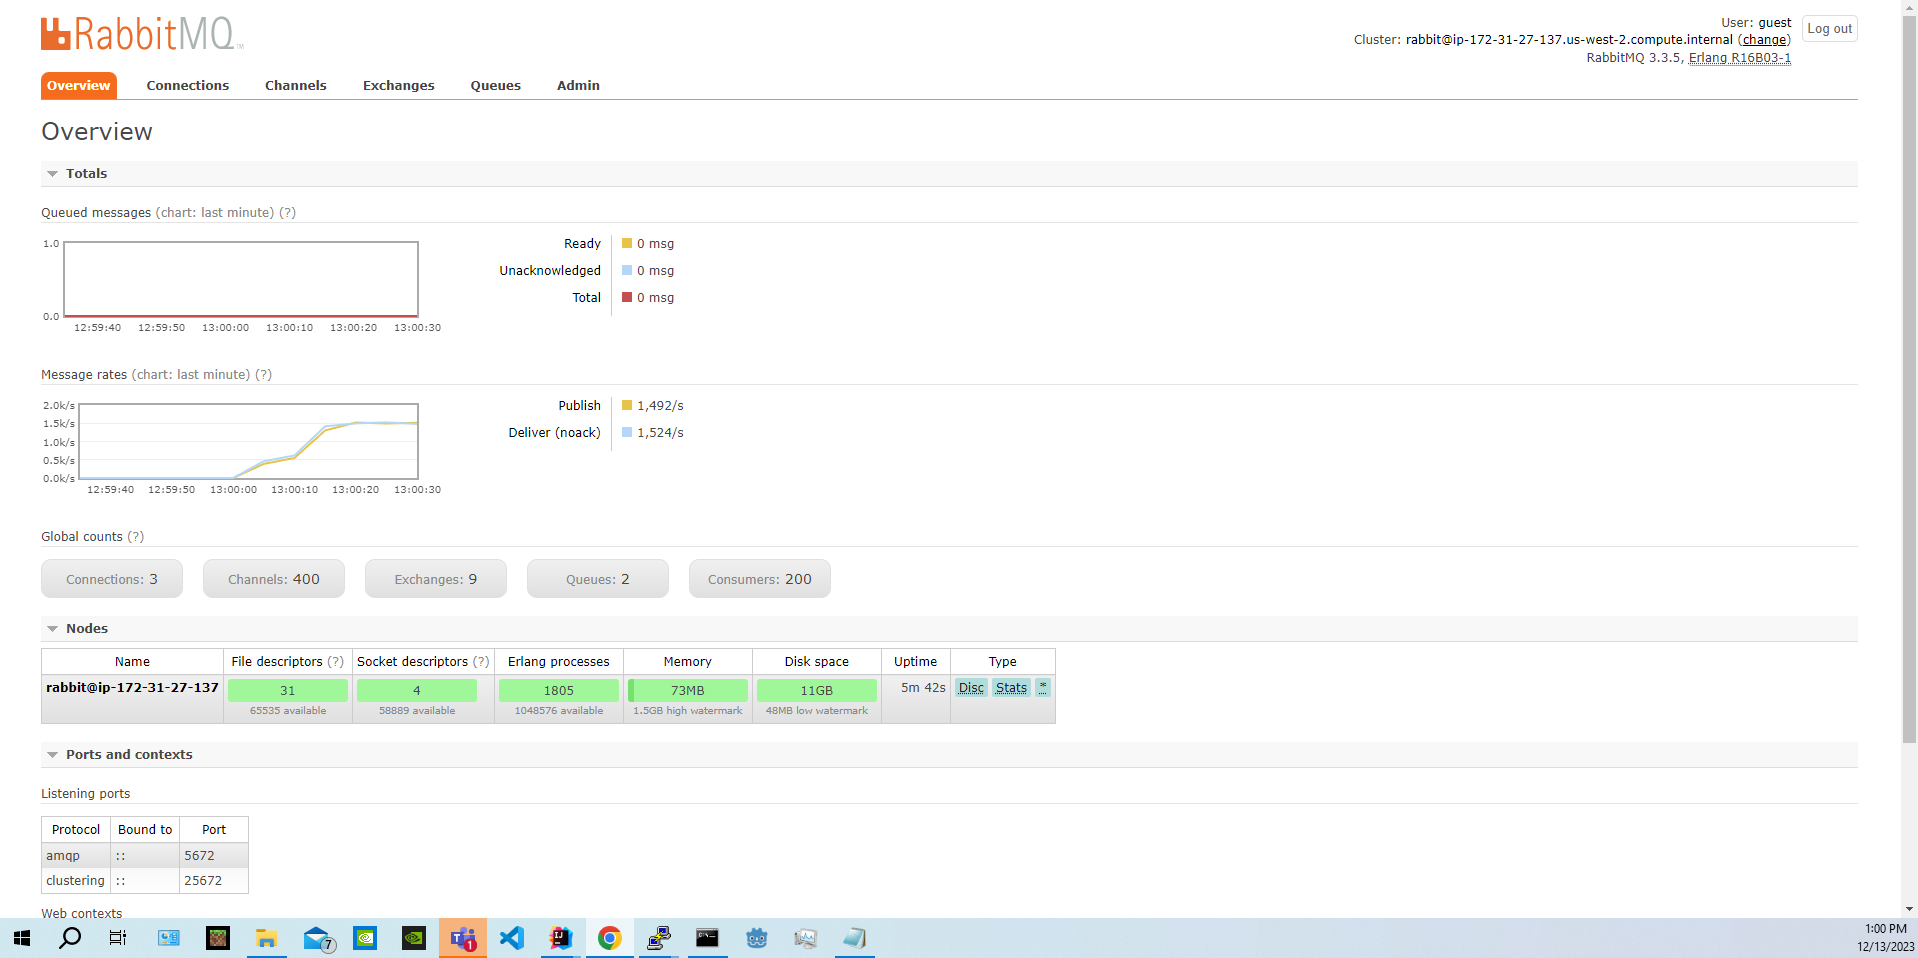 RabbitMQ™
User: guest
Log out
Cluster: rabbit@ip-172-31-27-137.us-west-2.compute.internal (change)
RabbitMQ 3.3.5, Erlang R16B03-1
Overview Connections Channels Exchanges Queues Admin
Overview
Totals
Queued messages (chart: last minute) (?)
1.0
0.0
12:59:40 12:59:50 13:00:00 13:00:10 13:00:20 13:00:30
Ready 0 msg
Unacknowledged 0 msg
Total 0 msg
Message rates (chart: last minute) (?)
2.0k/s
1.5k/s
1.0k/s
0.5k/s
0.0k/s
12:59:40 12:59:50 13:00:00 13:00:10 13:00:20 13:00:30
Publish 1,492/s
Deliver (noack) 1,524/s
Global counts (?)
Connections: 3 Channels: 400 Exchanges: 9 Queues: 2 Consumers: 200
Nodes
Name File descriptors (?) Socket descriptors (?) Erlang processes Memory Disk space Uptime Type
rabbit@ip-172-31-27-137 31 4 1805 73MB 11GB 5m 42s Disc Stats *
65535 available 58889 available 1048576 available 1.5GB high watermark 48MB low watermark
Ports and contexts
Listening ports
Protocol Bound to Port
amqp :: 5672
clustering :: 25672
Web contexts
7
T 1
IJ
1:00 PM
12/13/2023